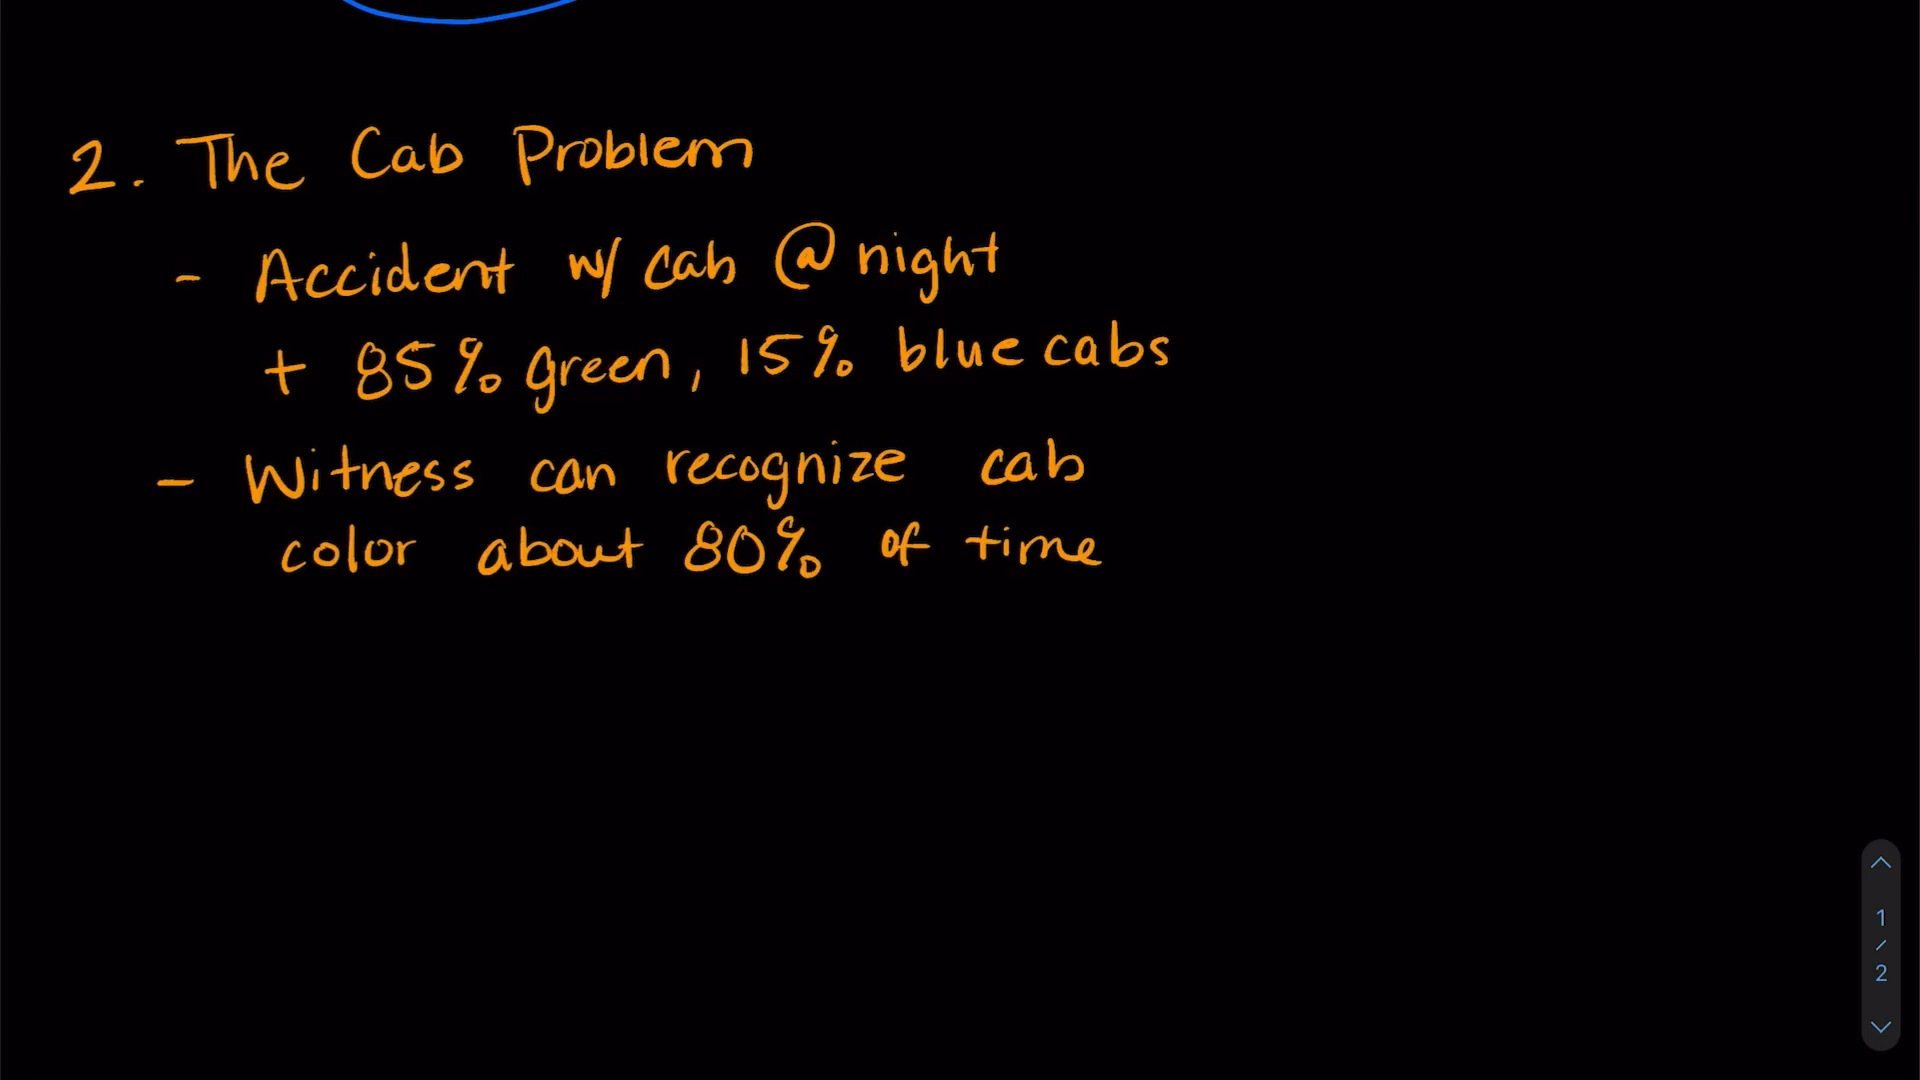 2. The Cab Problem
- Accident w/ cab @ night
+ 85% green, 15% blue cabs
- Witness can recognize cab
color about 80% of time
1
/
2